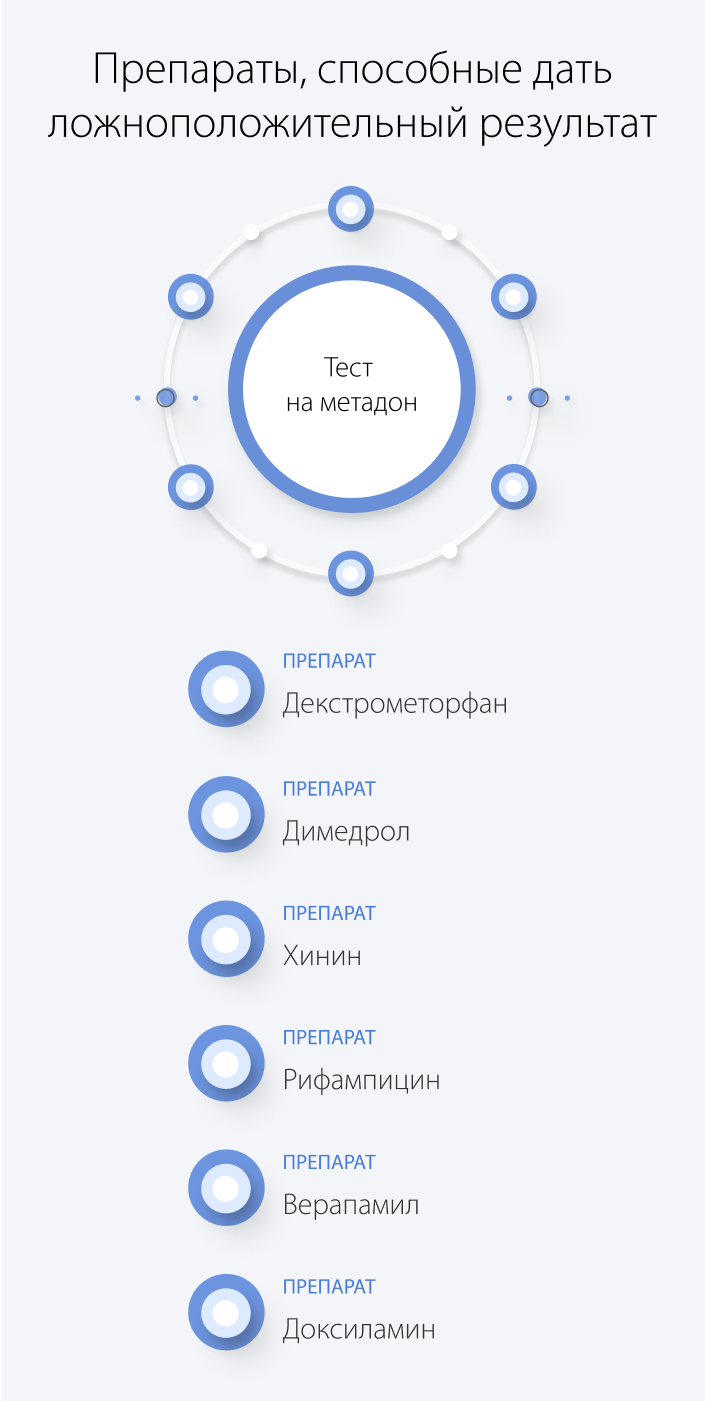 Препараты, способные дать
ложноположительный результат
Тест
на метадон
ПРЕПАРАТ
Декстрометорфан
ПРЕПАРАТ
Димедрол
ПРЕПАРАТ
Хинин
ПРЕПАРАТ
Рифампицин
ПРЕПАРАТ
Верапамил
ПРЕПАРАТ
Доксиламин